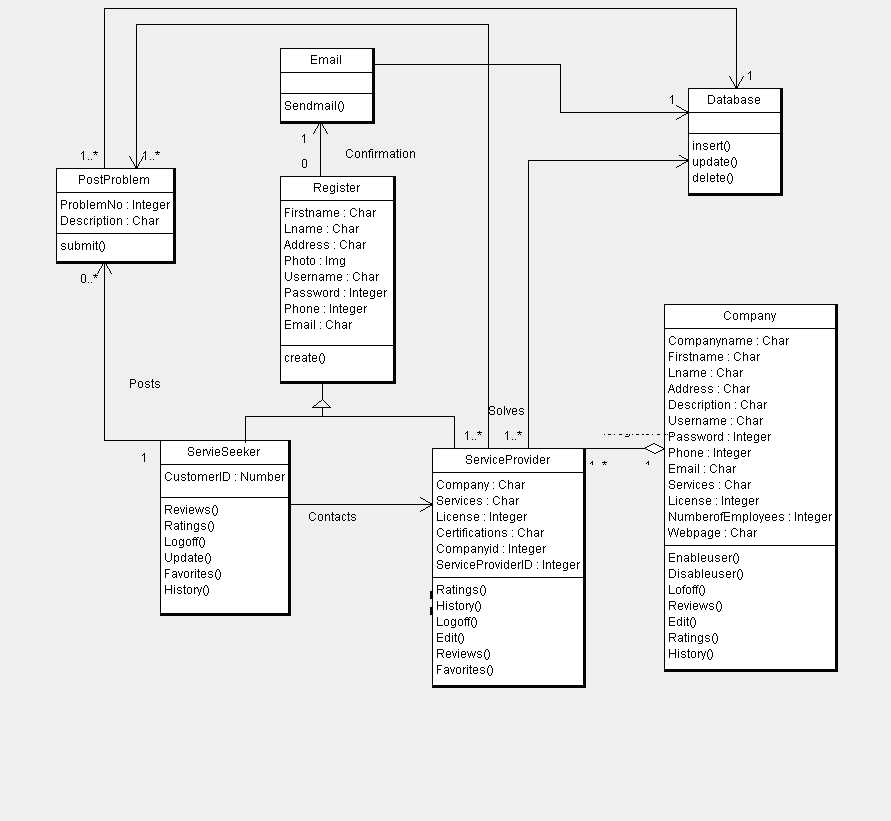 Email
Sendmail()
1
0
Confirmation
1
1
Database
insert()
update()
delete()
1..*
1..*
PostProblem
ProblemNo : Integer
Description : Char
submit()
0..*
Posts
1
Register
Firstname : Char
Lname : Char
Address : Char
Photo : Img
Username : Char
Password : Integer
Phone : Integer
Email : Char
create()
Solves
1..*
1..*
ServieSeeker
CustomerID : Number
Reviews()
Ratings()
Logoff()
Update()
Favorites()
History()
Contacts
ServiceProvider
Company : Char
Services : Char
License : Integer
Certifications : Char
Companyid : Integer
ServiceProviderID : Integer
Ratings()
History()
Logoff()
Edit()
Reviews()
Favorites()
1..*
1
Company
Companyname : Char
Firstname : Char
Lname : Char
Address : Char
Description : Char
Username : Char
Password : Integer
Phone : Integer
Email : Char
Services : Char
License : Integer
NumberofEmployees : Integer
Webpage : Char
Enableuser()
Disableuser()
Lofoff()
Reviews()
Edit()
Ratings()
History()